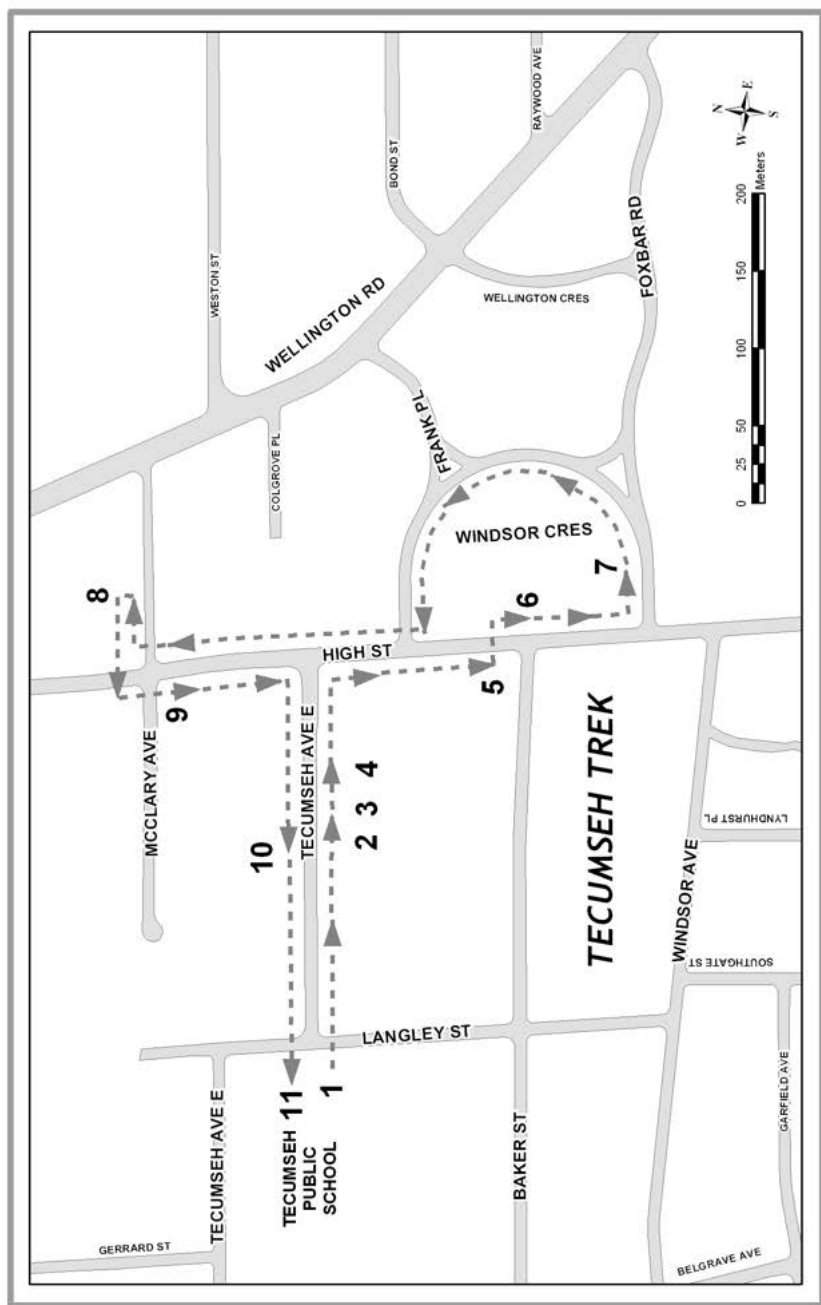 WESTON ST
BOND ST
RAYWOOD AVE
WELLINGTON RD
WELLINGTON CRES
FOXBAR RD
COLGROVE PL
FRANK PL
WINDSOR CRES
8
7
6
HIGH ST
5
9
MCCLARY AVE
TECUMSEH AVE E
4
3
2
10
TECUMSEH TREK
LYNDHURST PL
WINDSOR AVE
SOUTHGATE ST
LANGLEY ST
TECUMSEH AVE E
TECUMSEH
PUBLIC
SCHOOL
11
1
BAKER ST
GARFIELD AVE
GERRARD ST
BELGRAVE AVE
N
E
S
W
0 25 50 100 150 200
Meters